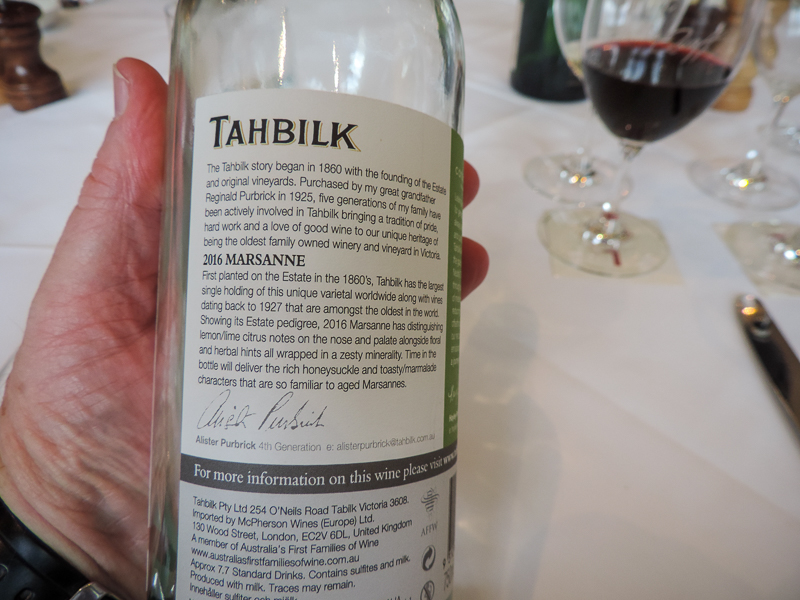 TAHBILK
The Tahbilk story began in 1860 with the founding of the Estate
and original vineyards. Purchased by my great grandfather
Reginald Purbrick in 1925, five generations of my family have
been actively involved in Tahbilk bringing a tradition of pride,
hard work and a love of good wine to our unique heritage of
being the oldest family owned winery and vineyard in Victoria.
2016 MARSANNE
First planted on the Estate in the 1860's, Tahbilk has the largest
single holding of this unique varietal worldwide along with vines
dating back to 1927 that are amongst the oldest in the world.
Showing its Estate pedigree, 2016 Marsanne has distinguishing
lemon/lime citrus notes on the nose and palate alongside floral
and herbal hints all wrapped in a zesty minerality. Time in the
bottle will deliver the rich honeysuckle and toasty/marmalade
characters that are so familiar to aged Marsannes.
Alister Purbrick
Alister Purbrick 4th Generation e: alisterpurbrick@tahbilk.com.au
For more information on this wine please visit
Tahbilk Pty Ltd 254 O'Neils Road Tabilk Victoria 3608.
Imported by McPherson Wines (Europe) Ltd.
130 Wood Street, London, EC2V 6DL, United Kingdom
A member of Australia's First Families of Wine
www.australiasfirstfamiliesofwine.com.au
Approx 7.7 Standard Drinks. Contains sulfites and milk.
Produced with milk. Traces may remain.
Innehåller sulfiter och
AFFW